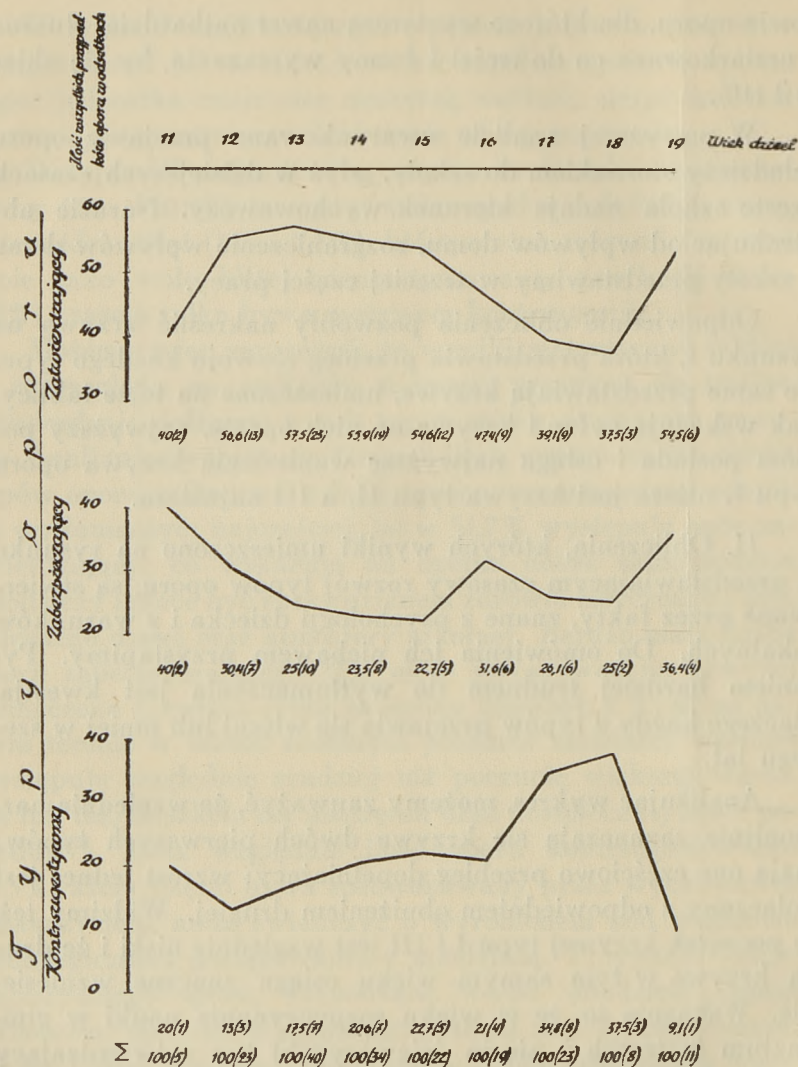 Ilość wszystkich przypad-
ków oporu w odsetkach
11 12 13 14 15 16 17 18 19 Wiek dzieci
Typy oporu
Zatwierdzający
60
50
40
30
40(2) 56,6(13) 57,5(23) 55,9(19) 54,6(12) 47,4(9) 39,1(9) 37,5(3) 54,5(6)
Zabezpieczający
40
30
20
40(2) 30,4(7) 25(10) 23,5(8) 22,7(5) 31,6(6) 26,1(6) 25(2) 36,4(4)
Kontrsugestywny
40
30
20
10
0
20(1) 13(3) 17,5(7) 20,6(7) 22,7(5) 21(4) 34,8(8) 37,5(3) 9,1(1)
Σ 100(5) 100(23) 100(40) 100(34) 100(22) 100(19) 100(23) 100(8) 100(11)